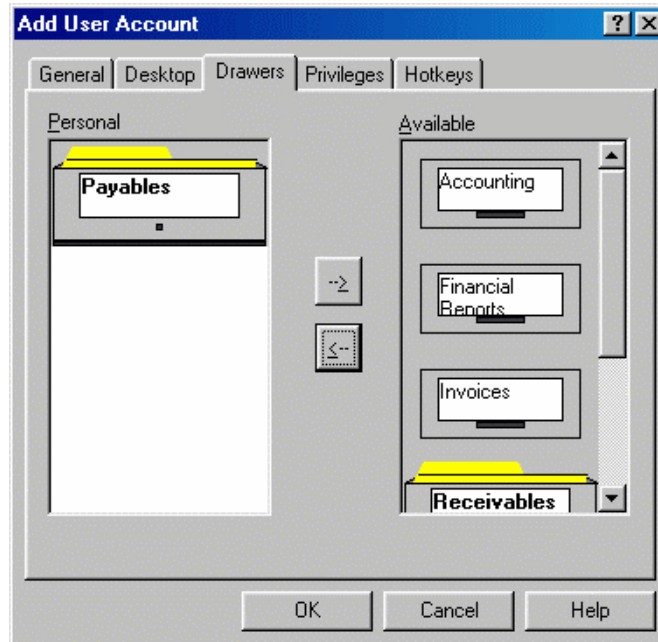 Add User Account
General Desktop Drawers Privileges Hotkeys
Personal
Available
Payables
Accounting
Financial
Reports
Invoices
Receivables
-->
<--
OK Cancel Help